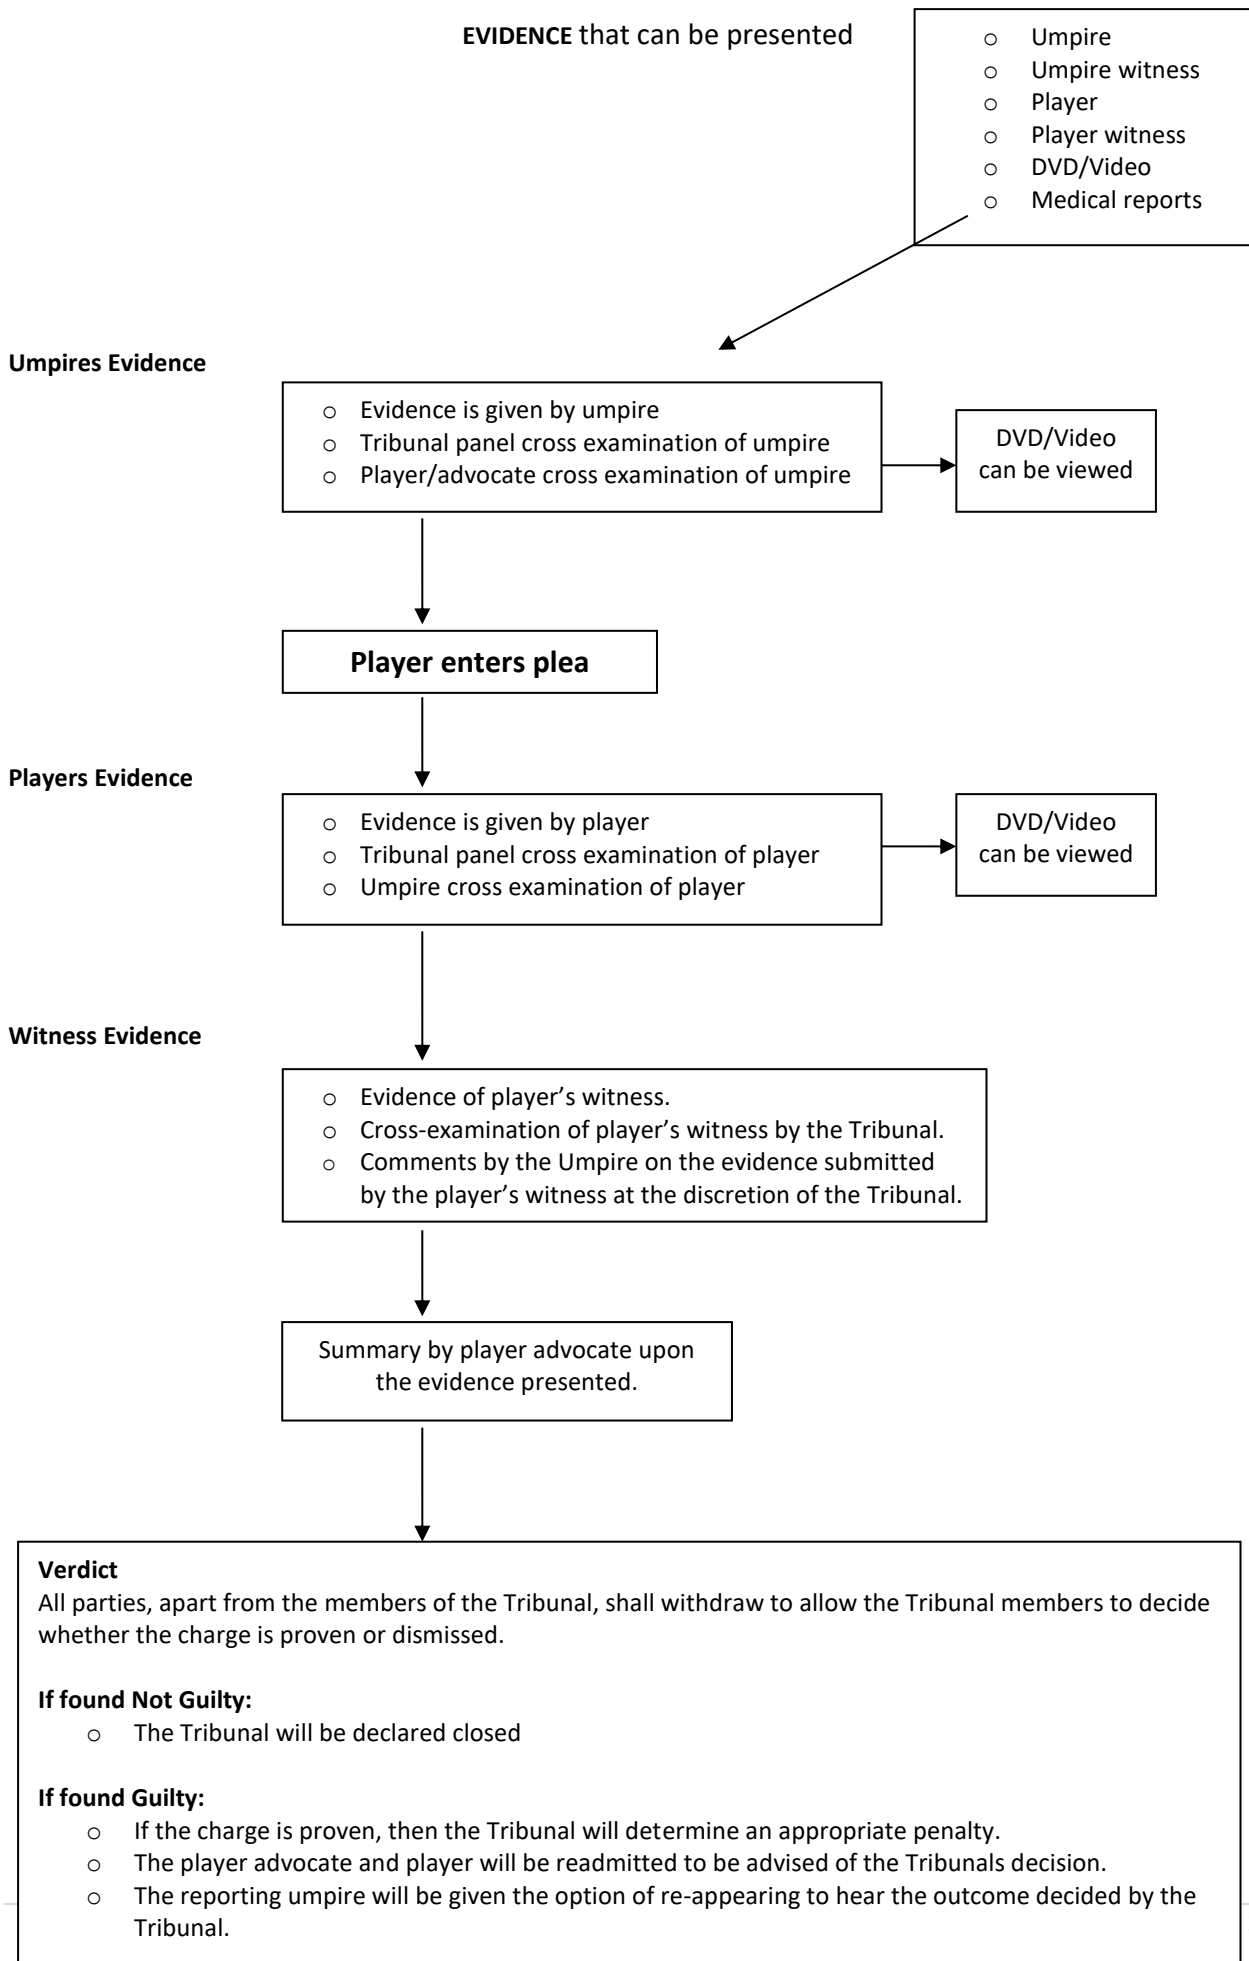 EVIDENCE that can be presented
o Umpire
o Umpire witness
o Player
o Player witness
o DVD/Video
o Medical reports
Umpires Evidence
o Evidence is given by umpire
o Tribunal panel cross examination of umpire
o Player/advocate cross examination of umpire
DVD/Video
can be viewed
Player enters plea
Players Evidence
o Evidence is given by player
o Tribunal panel cross examination of player
o Umpire cross examination of player
DVD/Video
can be viewed
Witness Evidence
o Evidence of player’s witness.
o Cross-examination of player’s witness by the Tribunal.
o Comments by the Umpire on the evidence submitted
by the player’s witness at the discretion of the Tribunal.
Summary by player advocate upon
the evidence presented.
Verdict
All parties, apart from the members of the Tribunal, shall withdraw to allow the Tribunal members to decide
whether the charge is proven or dismissed.
If found Not Guilty:
o The Tribunal will be declared closed
If found Guilty:
o If the charge is proven, then the Tribunal will determine an appropriate penalty.
o The player advocate and player will be readmitted to be advised of the Tribunals decision.
o The reporting umpire will be given the option of re-appearing to hear the outcome decided by the
Tribunal.